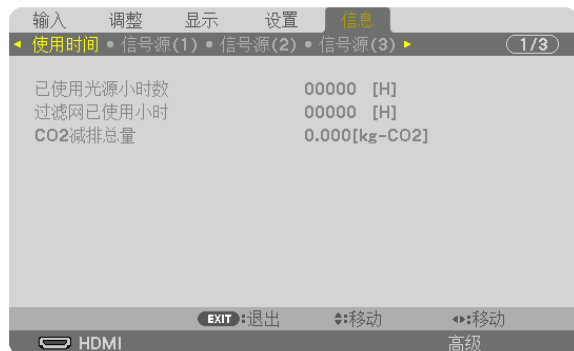 输入 调整 显示 设置 信息
◂ 使用时间 • 信号源(1) • 信号源(2) • 信号源(3) ▸ 1/3
已使用光源小时数 00000 [H]
过滤网已使用小时 00000 [H]
CO2减排总量 0.000[kg-CO2]
EXIT:退出 ♦:移动 ◂▸:移动
HDMI 高级